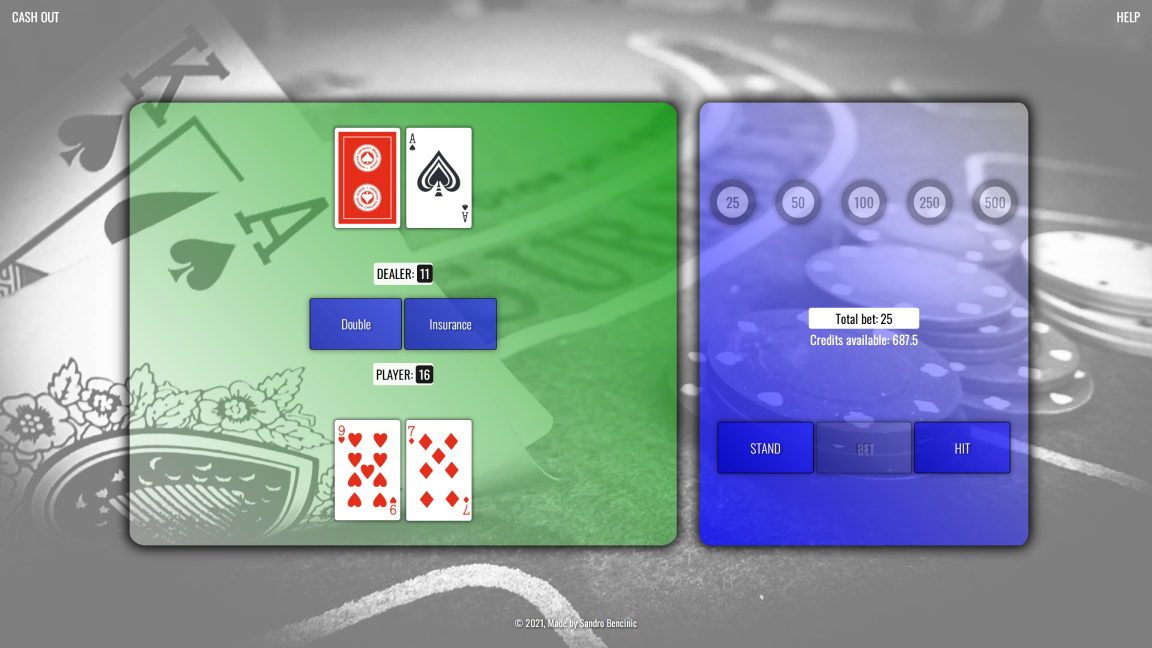 CASH OUT
HELP
K
A
A
A
25
50
100
250
500
DEALER: 11
Double
Insurance
Total bet: 25
Credits available: 687.5
PLAYER: 16
9
7
STAND
BET
HIT
9
7
© 2021, Made by Sandro Bencinic